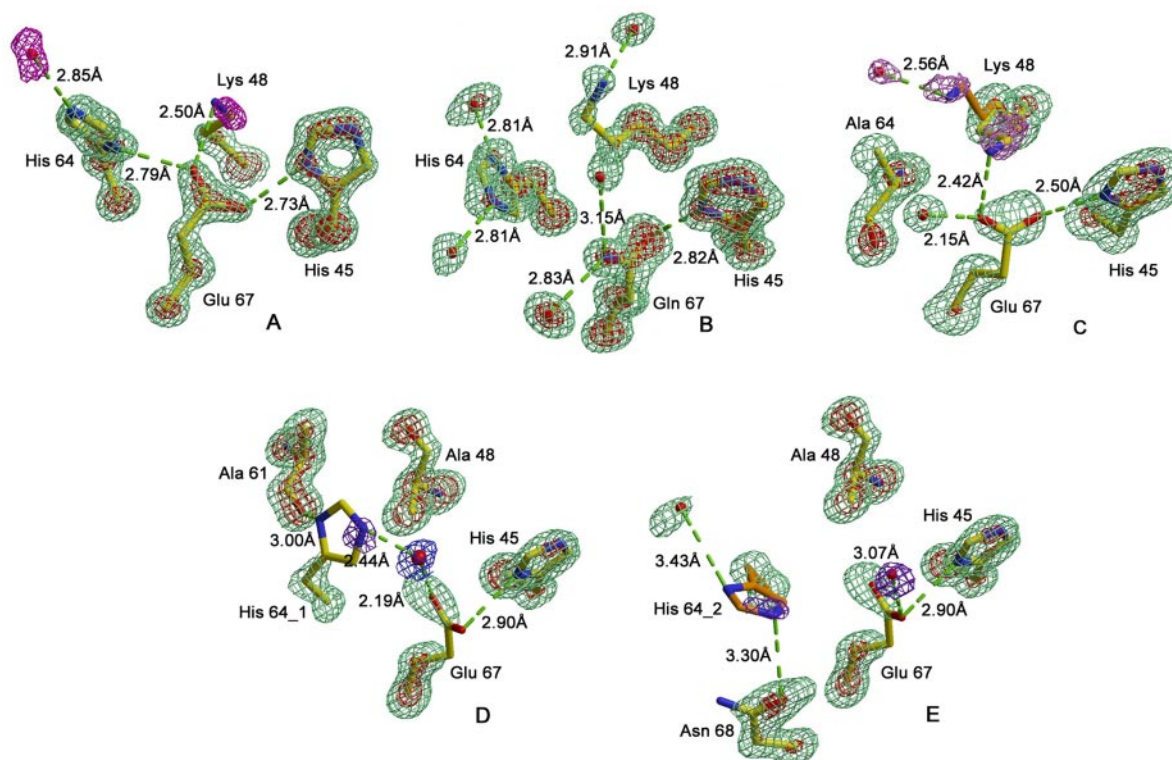 2.85Å
Lys 48
2.50Å
His 64
2.79Å
2.73Å
His 45
Glu 67
A
2.91Å
Lys 48
2.81Å
His 64
3.15Å
2.81Å
2.82Å
2.83Å
His 45
Gln 67
B
2.56Å
Lys 48
Ala 64
2.42Å
2.50Å
2.15Å
His 45
Glu 67
C
Ala 61
Ala 48
3.00Å
2.44Å
His 45
His 64_1
2.19Å
2.90Å
Glu 67
D
Ala 48
His 45
3.43Å
3.07Å
His 64_2
2.90Å
3.30Å
Glu 67
Asn 68
E